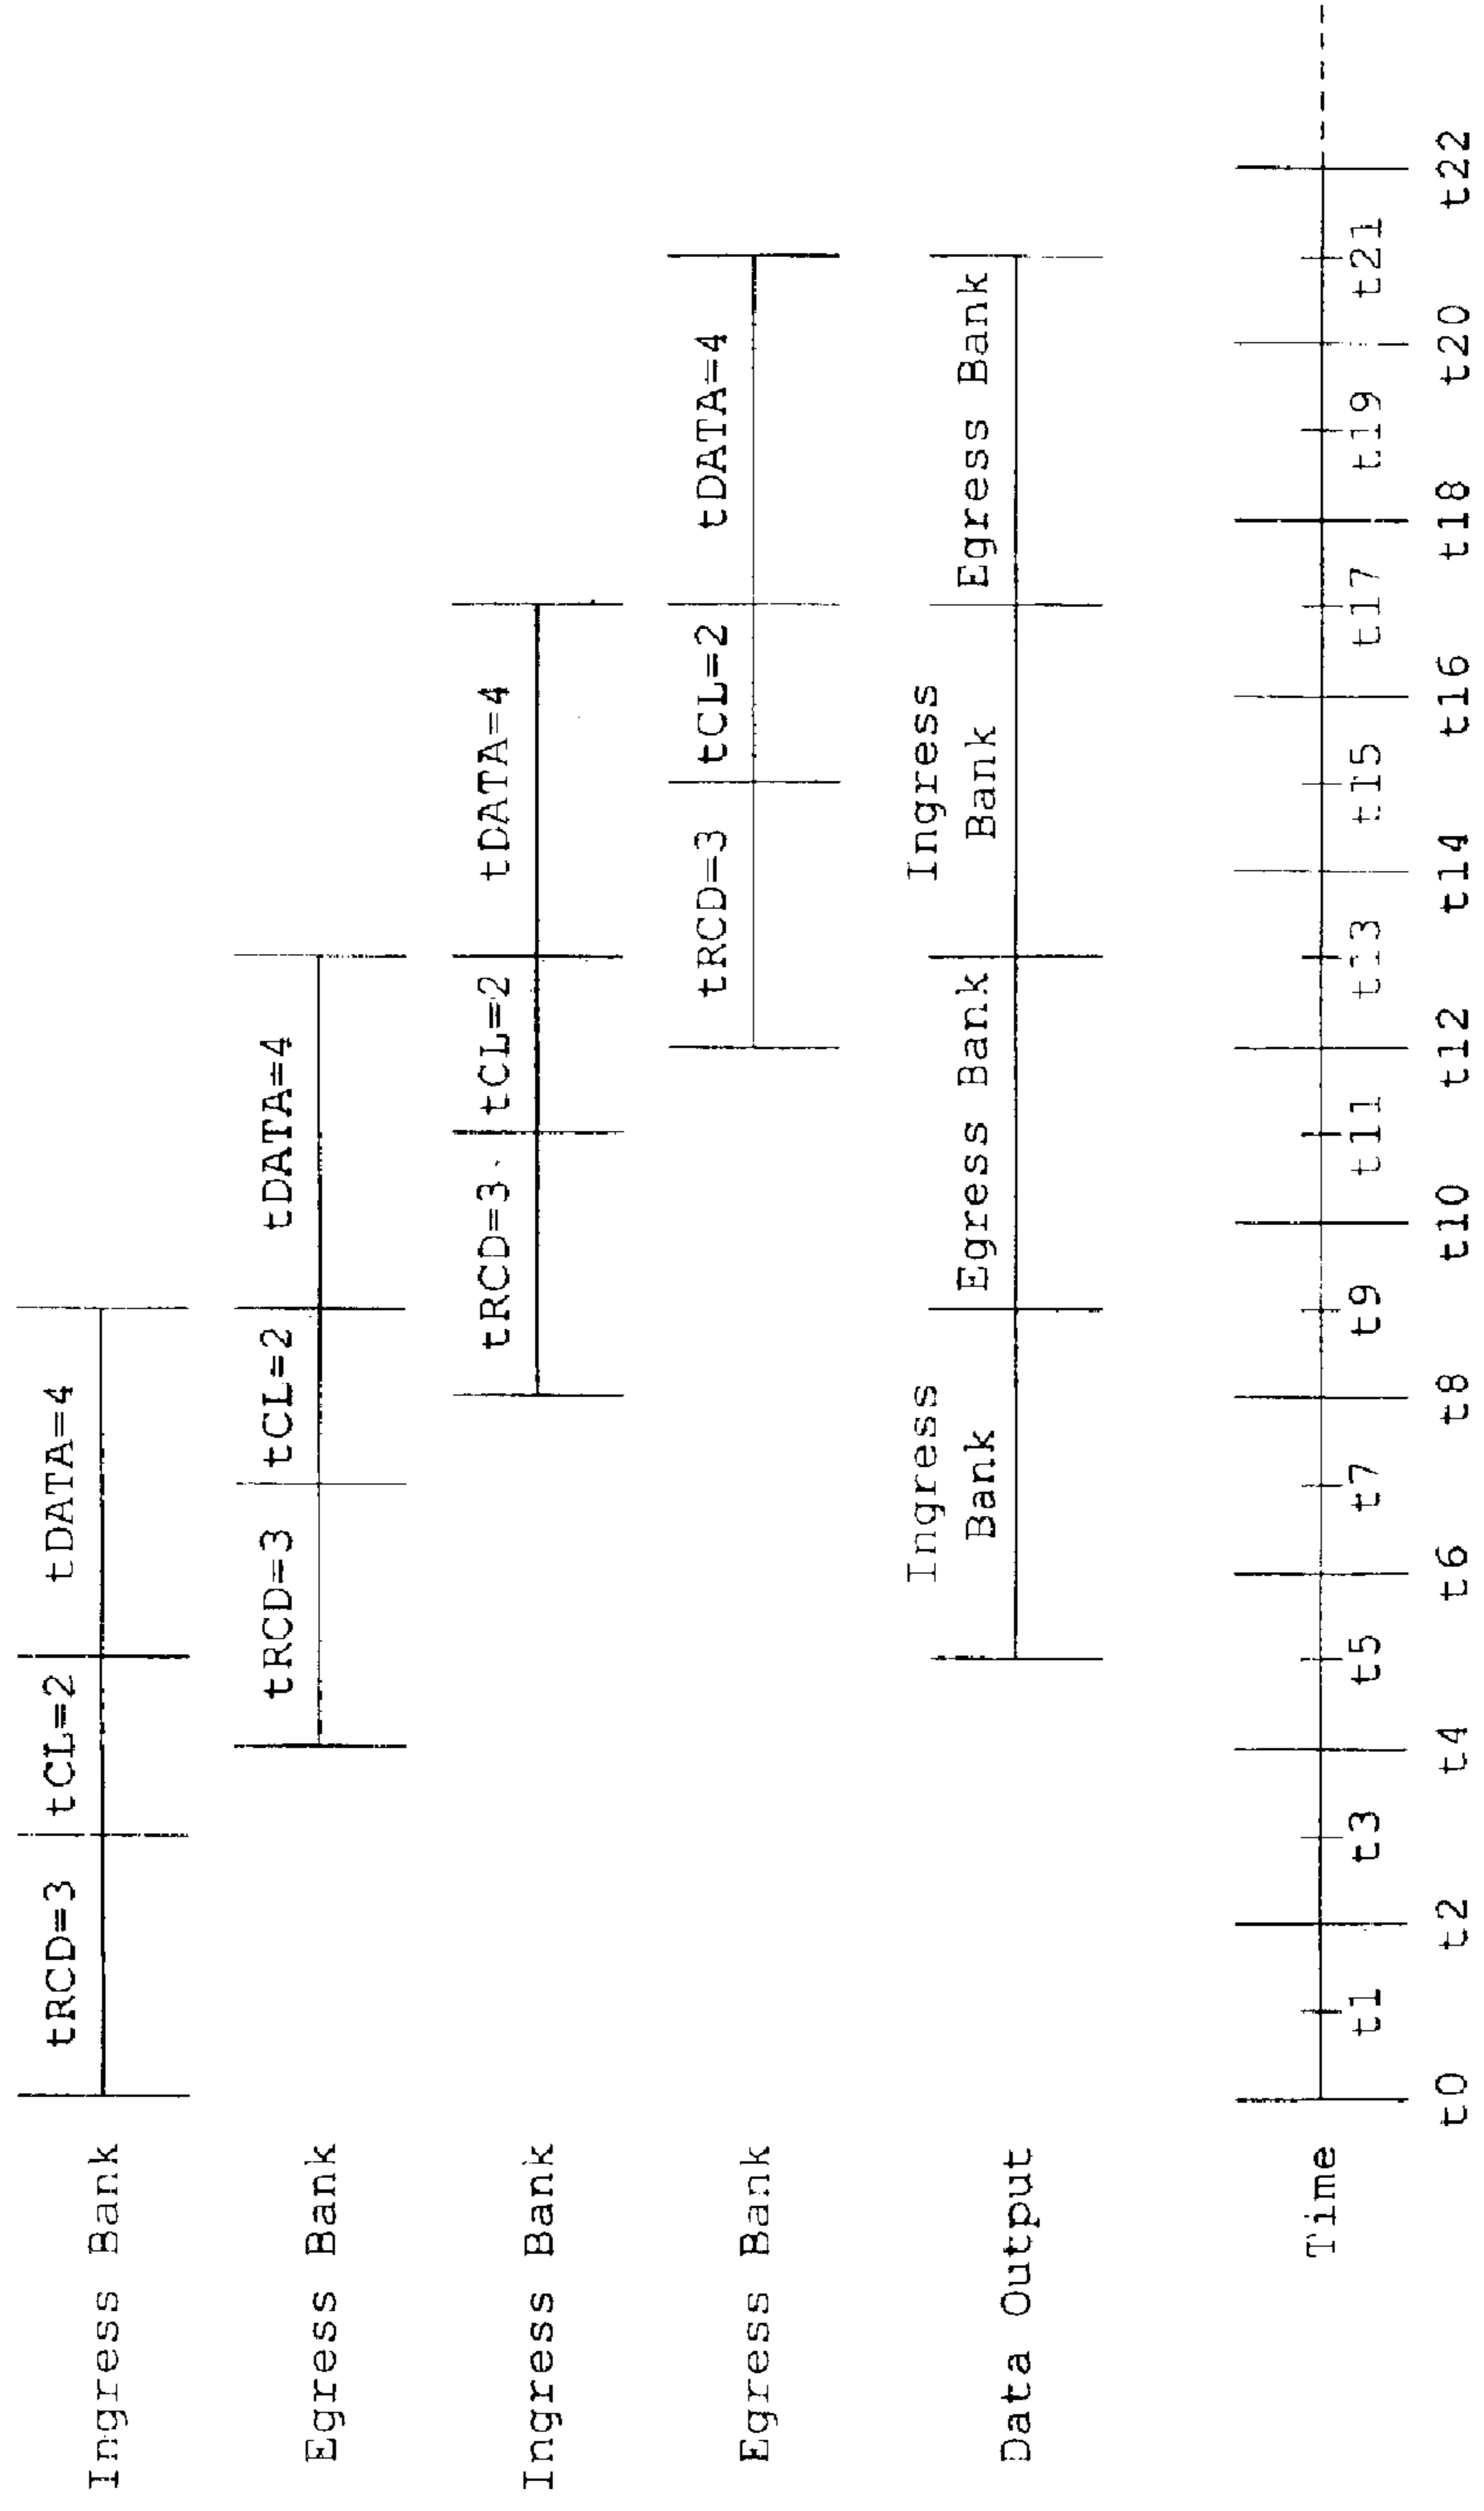 Ingress Bank
tRCD=3 tCL=2 tDATA=4
Egress Bank
tRCD=3 tCL=2 tDATA=4
Ingress Bank
tRCD=3 tCL=2 tDATA=4
Egress Bank
tRCD=3 tCL=2 tDATA=4
Data Output
Ingress
Bank
Egress Bank
Ingress
Bank
Egress Bank
Time
t1 t3 t5 t7 t9 t11 t13 t15 t17 t19 t21
t0 t2 t4 t6 t8 t10 t12 t14 t16 t18 t20 t22